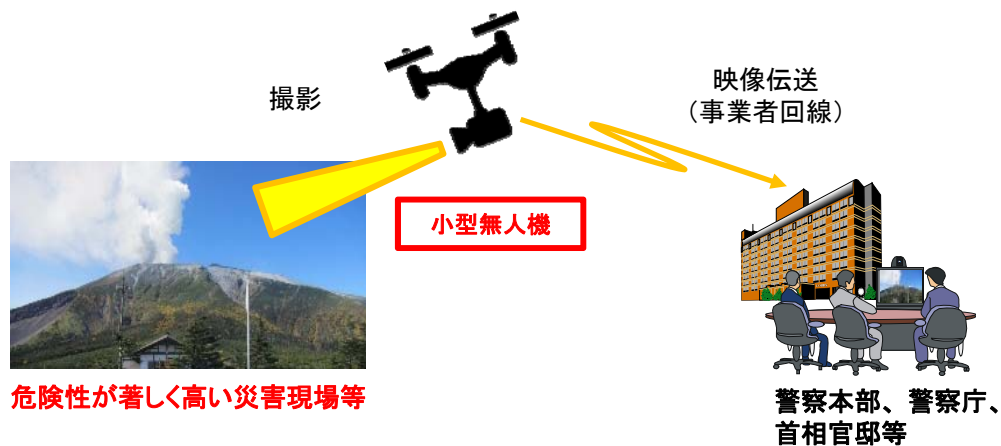 撮影
映像伝送
（事業者回線）
小型無人機
危険性が著しく高い災害現場等
警察本部、警察庁、
首相官邸等